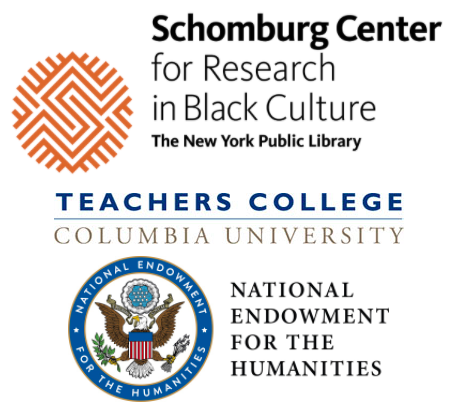 Schomburg Center
for Research
in Black Culture
The New York Public Library
TEACHERS COLLEGE
COLUMBIA UNIVERSITY
NATIONAL ENDOWMENT
FOR THE HUMANITIES
NATIONAL
ENDOWMENT
FOR THE
HUMANITIES